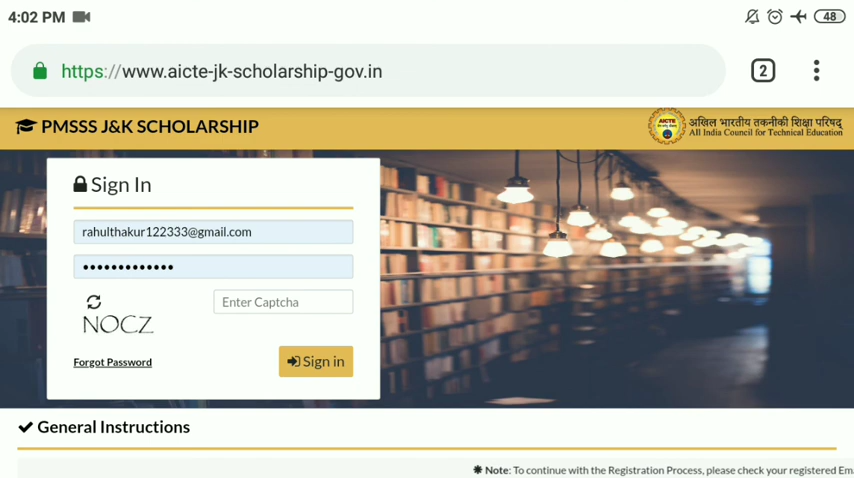 4:02 PM
48
https://www.aicte-jk-scholarship-gov.in
2
PMSSS J&K SCHOLARSHIP
AICTE
अखिल भारतीय तकनीकी शिक्षा परिषद्
All India Council for Technical Education
Sign In
rahulthakur122333@gmail.com
•••••••••••••
Enter Captcha
NOCZ
Forgot Password
Sign in
General Instructions
Note: To continue with the Registration Process, please check your registered Ema